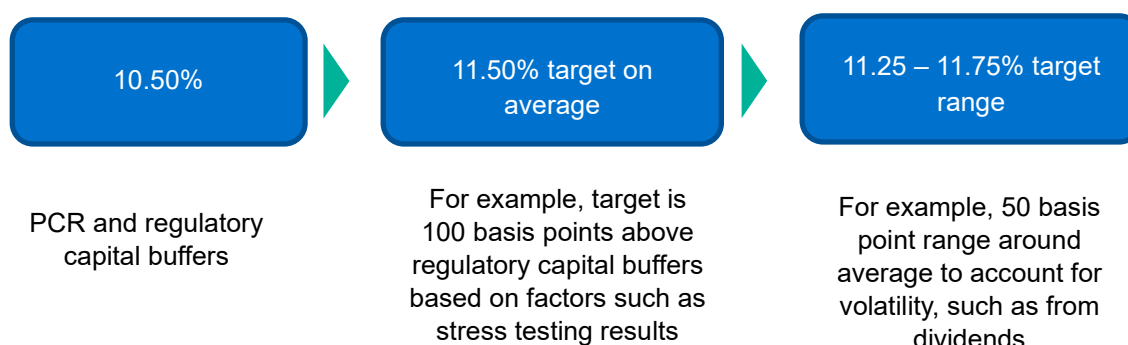 10.50%
PCR and regulatory
capital buffers
11.50% target on
average
For example, target is
100 basis points above
regulatory capital buffers
based on factors such as
stress testing results
11.25 – 11.75% target
range
For example, 50 basis
point range around
average to account for
volatility, such as from
dividends